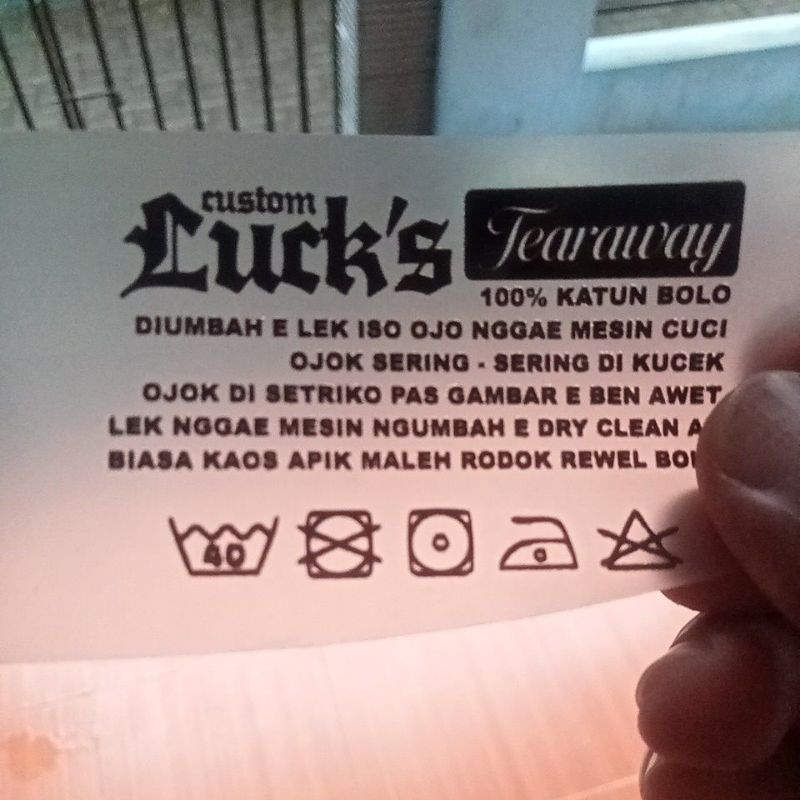 custom
Luck's
Tearaway
100% KATUN BOLO
DIUMBAH E LEK ISO OJO NGGAE MESIN CUCI
OJOK SERING - SERING DI KUCEK
OJOK DI SETRIKO PAS GAMBAR E BEN AWET
LEK NGGAE MESIN NGUMBAH E DRY CLEAN
BIASA KAOS APIK MALEH RODOK REWEL
40